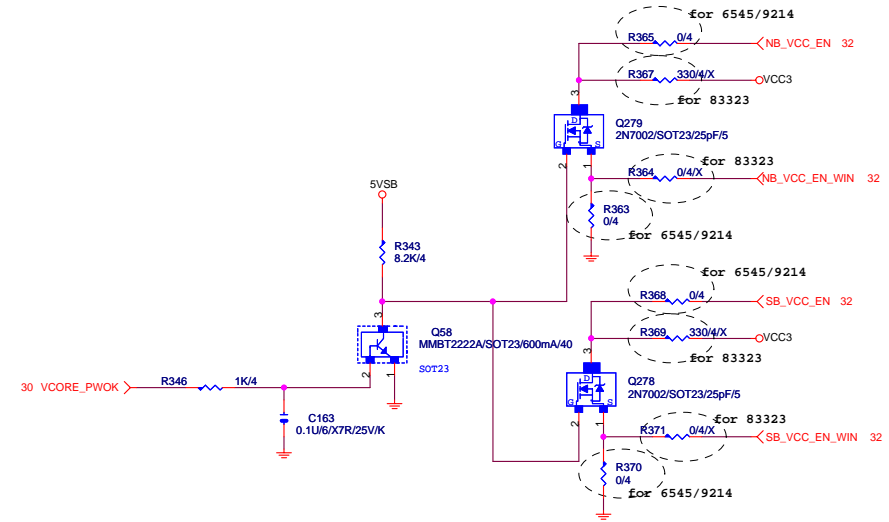 for 6545/9214
R365 0/4 NB_VCC_EN 32
R367 330/4/X VCC3
for 83323
3
D
G S
Q279
2N7002/SOT23/25pF/5
2 1
for 83323
R364 0/4/X NB_VCC_EN_WIN 32
5VSB
R363
0/4
for 6545/9214
R343
8.2K/4
for 6545/9214
R368 0/4 SB_VCC_EN 32
3
Q58
MMBT2222A/SOT23/600mA/40
SOT23
R369 330/4/X VCC3
for 83323
3
D
G S
Q278
2N7002/SOT23/25pF/5
2 1
30 VCORE_PWOK R346 1K/4
C163
0.1U/6/X7R/25V/K
2 1
for 83323
R371 0/4/X SB_VCC_EN_WIN 32
R370
0/4
for 6545/9214